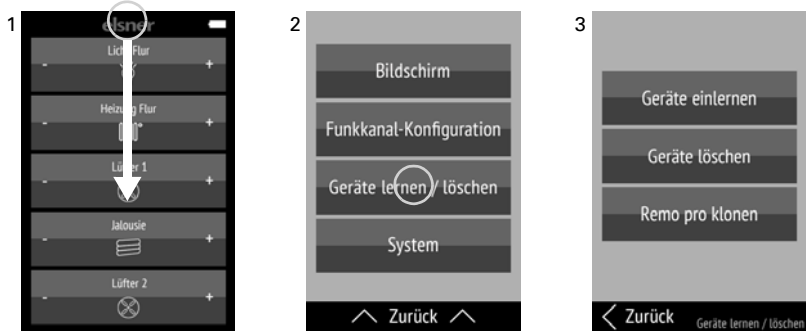 1
elsner
Licht Flur
- +
Heizung Flur
- +
Lüfter 1
- +
Jalousie
- +
Lüfter 2
- +
2
Bildschirm
Funkkanal-Konfiguration
Geräte lernen / löschen
System
Zurück
3
Geräte einlernen
Geräte löschen
Remo pro klonen
Zurück
Geräte lernen / löschen